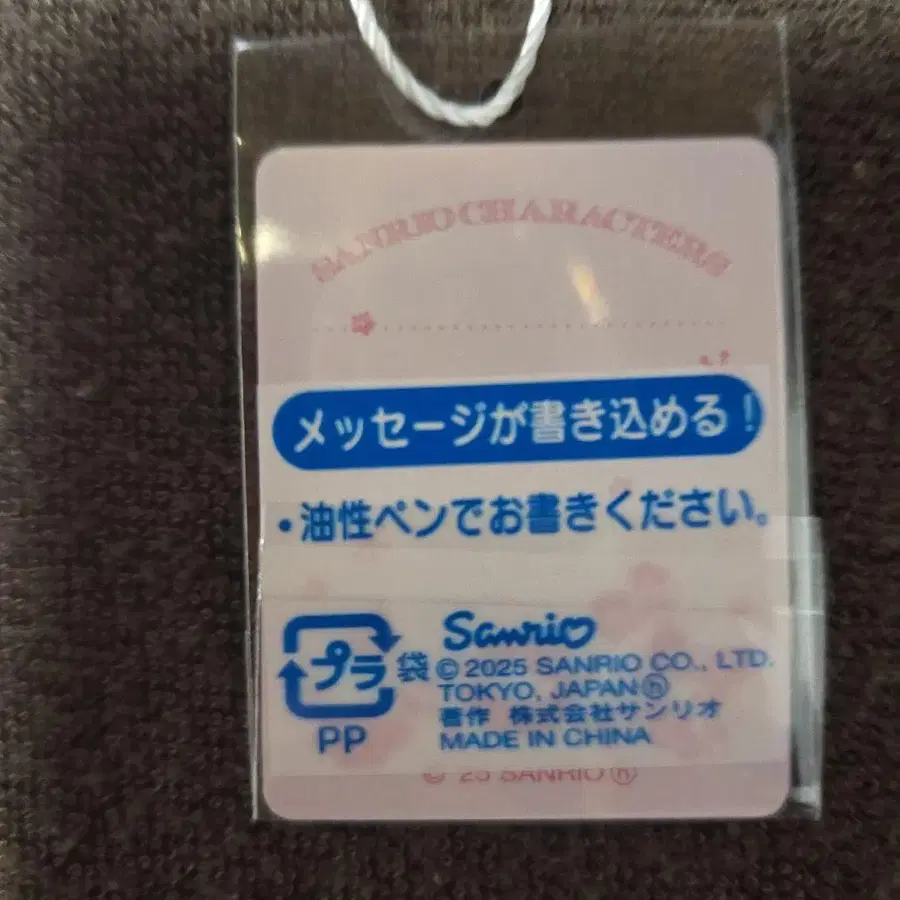 SANRIO CHARACTERS
メッセージが書き込める!
・油性ペンでお書きください。
プラ
袋
PP
Sanrio
© 2025 SANRIO CO., LTD.
TOKYO, JAPAN ⓗ
著作 株式会社サンリオ
MADE IN CHINA
© '25 SANRIO ⓗ